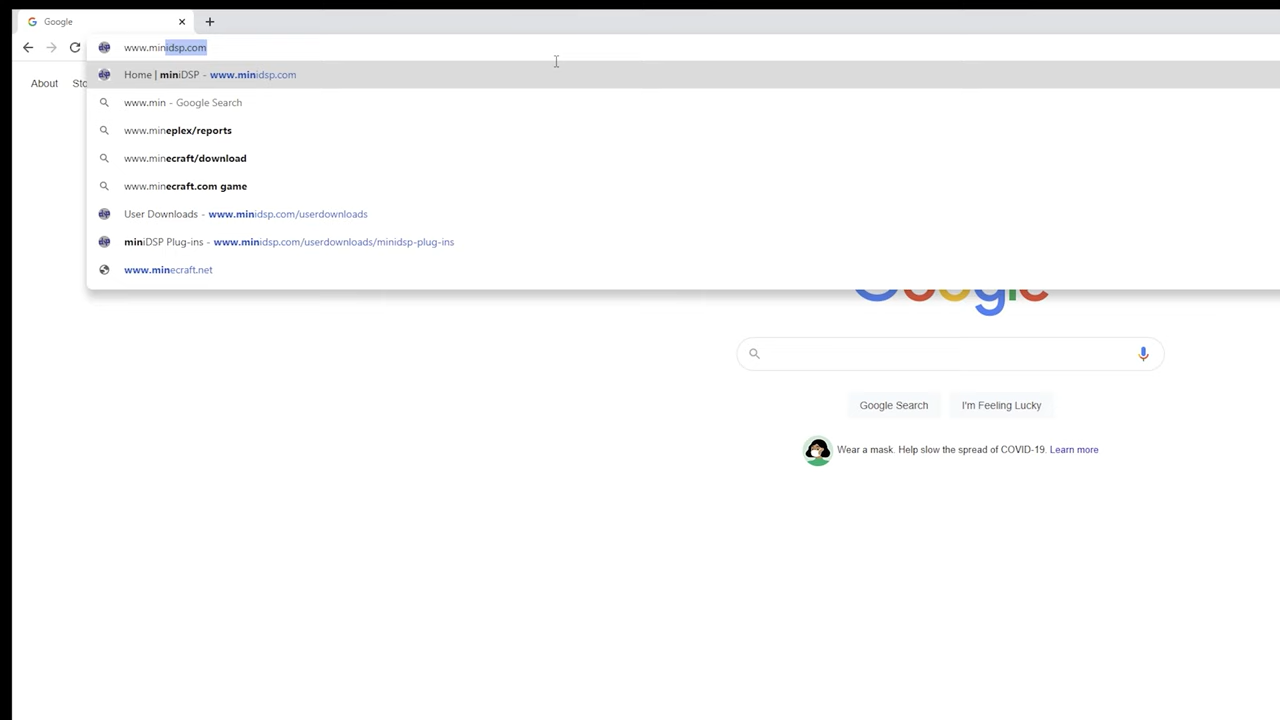 Google
www.minidsp.com
Home | miniDSP - www.minidsp.com
www.min - Google Search
www.mineplex/reports
www.minecraft/download
www.minecraft.com game
User Downloads - www.minidsp.com/userdownloads
miniDSP Plug-ins - www.minidsp.com/userdownloads/minidsp-plug-ins
www.minecraft.net
About Sto
Google
Google Search I'm Feeling Lucky
Wear a mask. Help slow the spread of COVID-19. Learn more